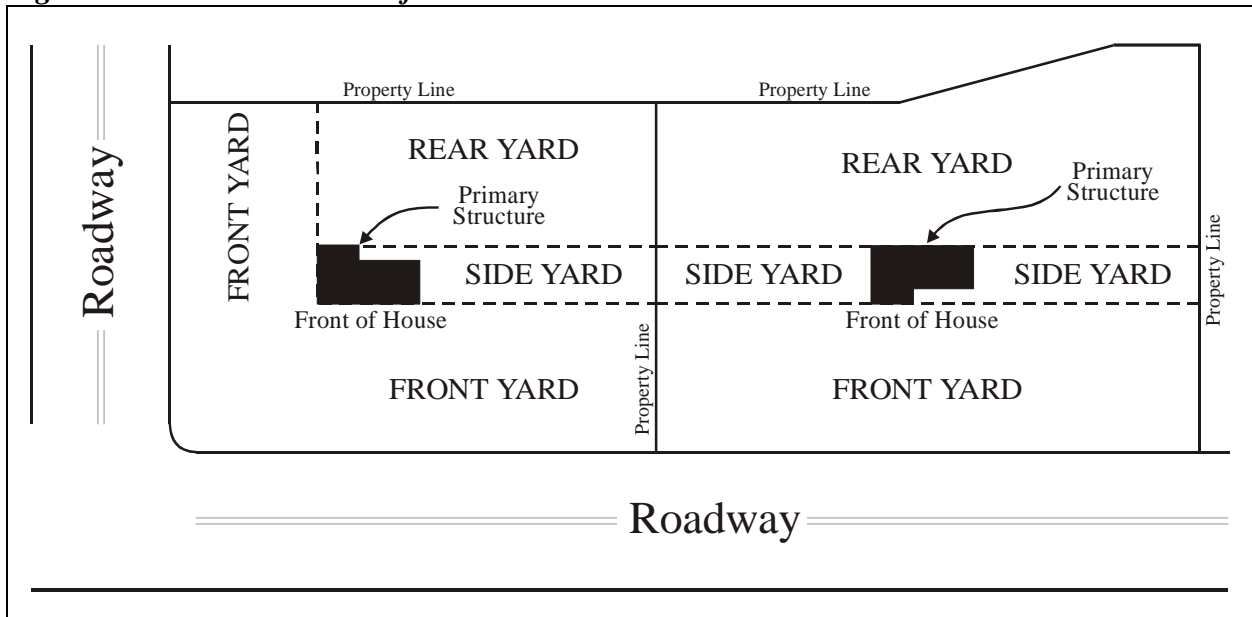 Property Line
Property Line
FRONT YARD
REAR YARD
REAR YARD
Primary
Structure
Primary
Structure
Roadway
SIDE YARD
SIDE YARD
SIDE YARD
Property Line
Front of House
Front of House
Property Line
FRONT YARD
FRONT YARD
Roadway